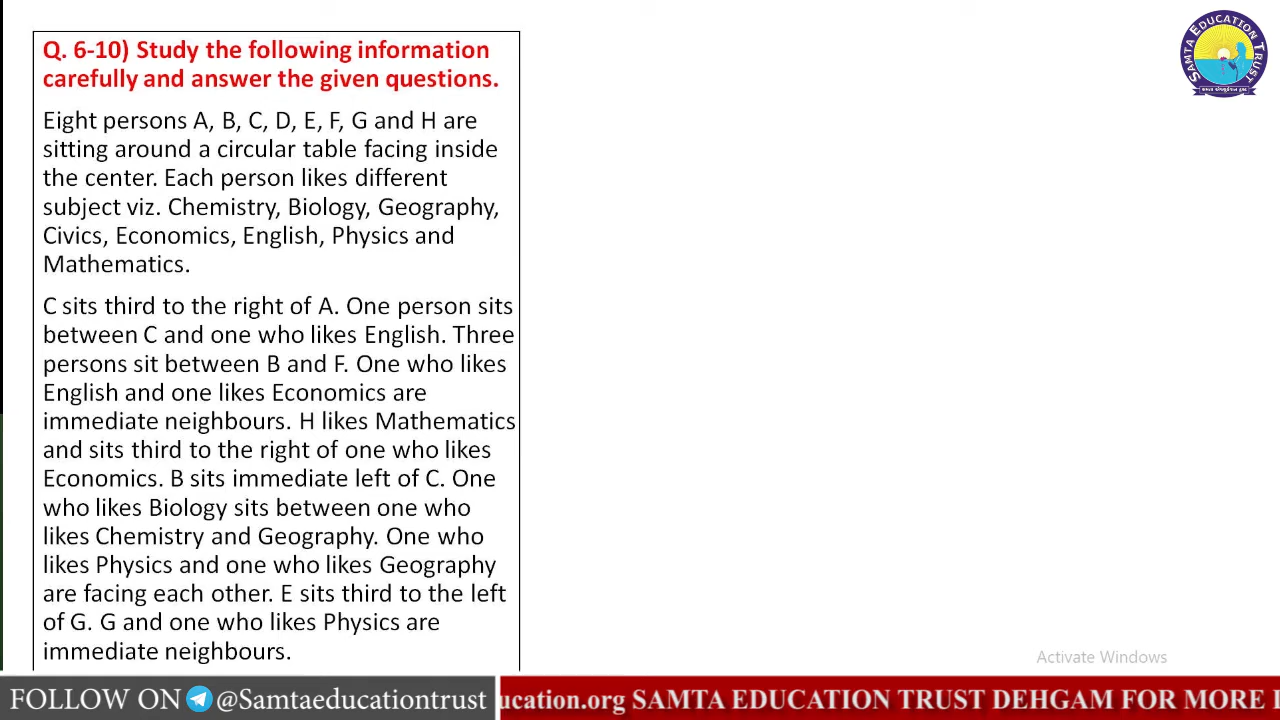 Q. 6-10) Study the following information
carefully and answer the given questions.
Eight persons A, B, C, D, E, F, G and H are
sitting around a circular table facing inside
the center. Each person likes different
subject viz. Chemistry, Biology, Geography,
Civics, Economics, English, Physics and
Mathematics.
C sits third to the right of A. One person sits
between C and one who likes English. Three
persons sit between B and F. One who likes
English and one likes Economics are
immediate neighbours. H likes Mathematics
and sits third to the right of one who likes
Economics. B sits immediate left of C. One
who likes Biology sits between one who
likes Chemistry and Geography. One who
likes Physics and one who likes Geography
are facing each other. E sits third to the left
of G. G and one who likes Physics are
immediate neighbours.
SAMTA EDUCATION TRUST
Activate Windows
FOLLOW ON @Samtaeducationtrust
ucation.org SAMTA EDUCATION TRUST DEHGAM FOR MORE